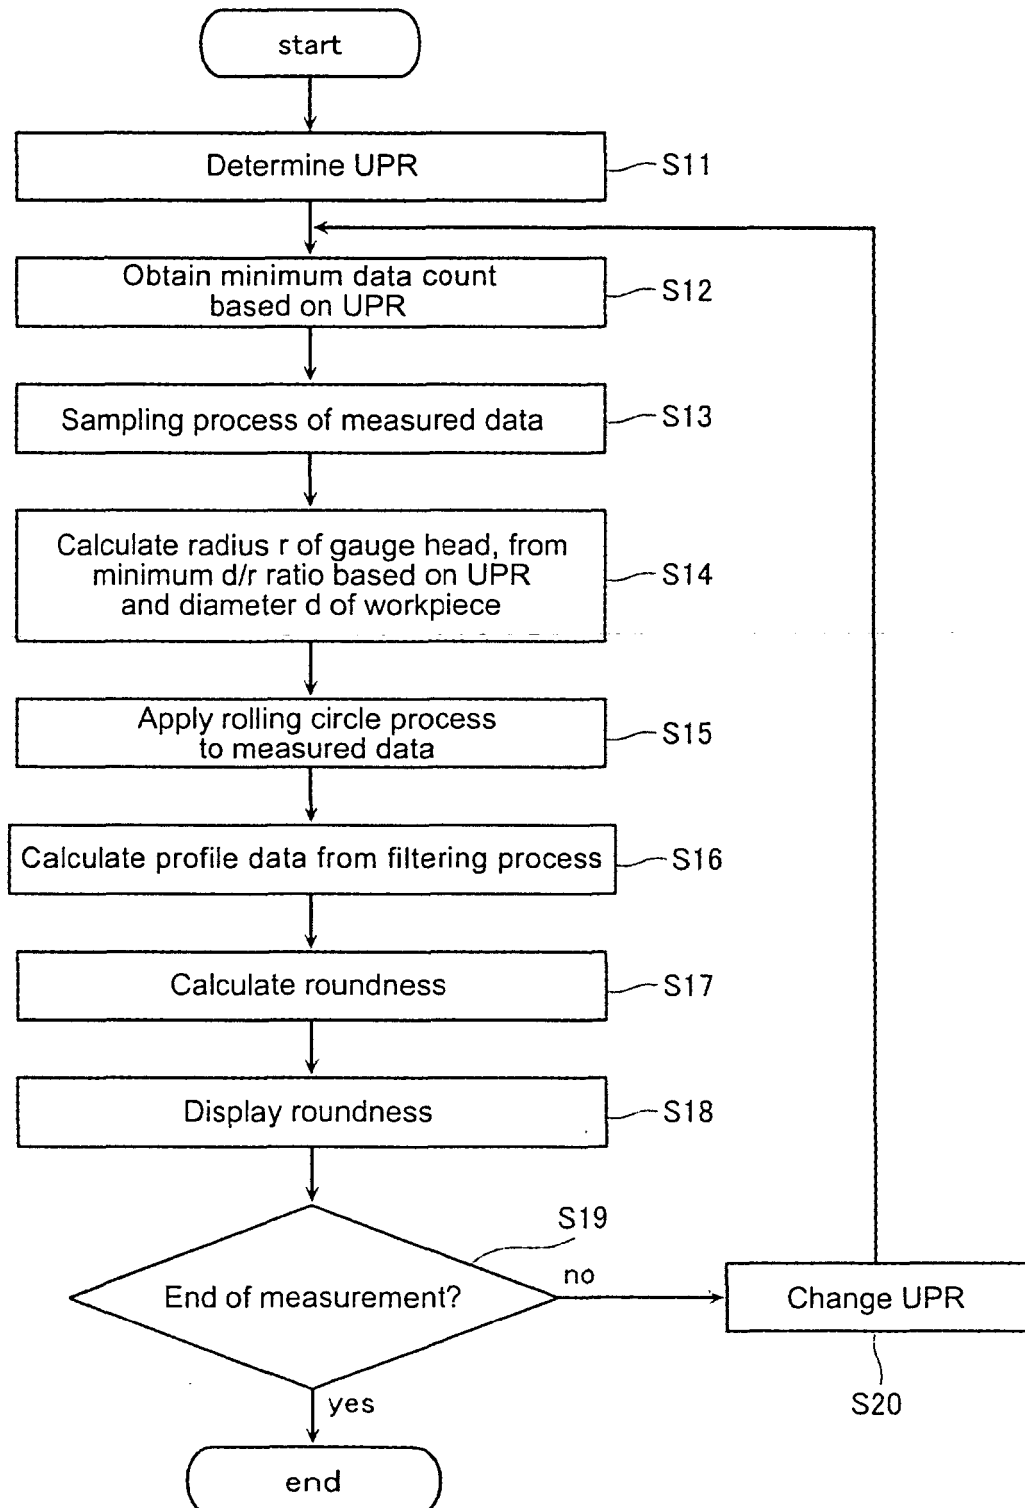 start
Determine UPR
S11
Obtain minimum data count
based on UPR
S12
Sampling process of measured data
S13
Calculate radius r of gauge head, from
minimum d/r ratio based on UPR
and diameter d of workpiece
S14
Apply rolling circle process
to measured data
S15
Calculate profile data from filtering process
S16
Calculate roundness
S17
Display roundness
S18
End of measurement?
S19
no
Change UPR
S20
yes
end